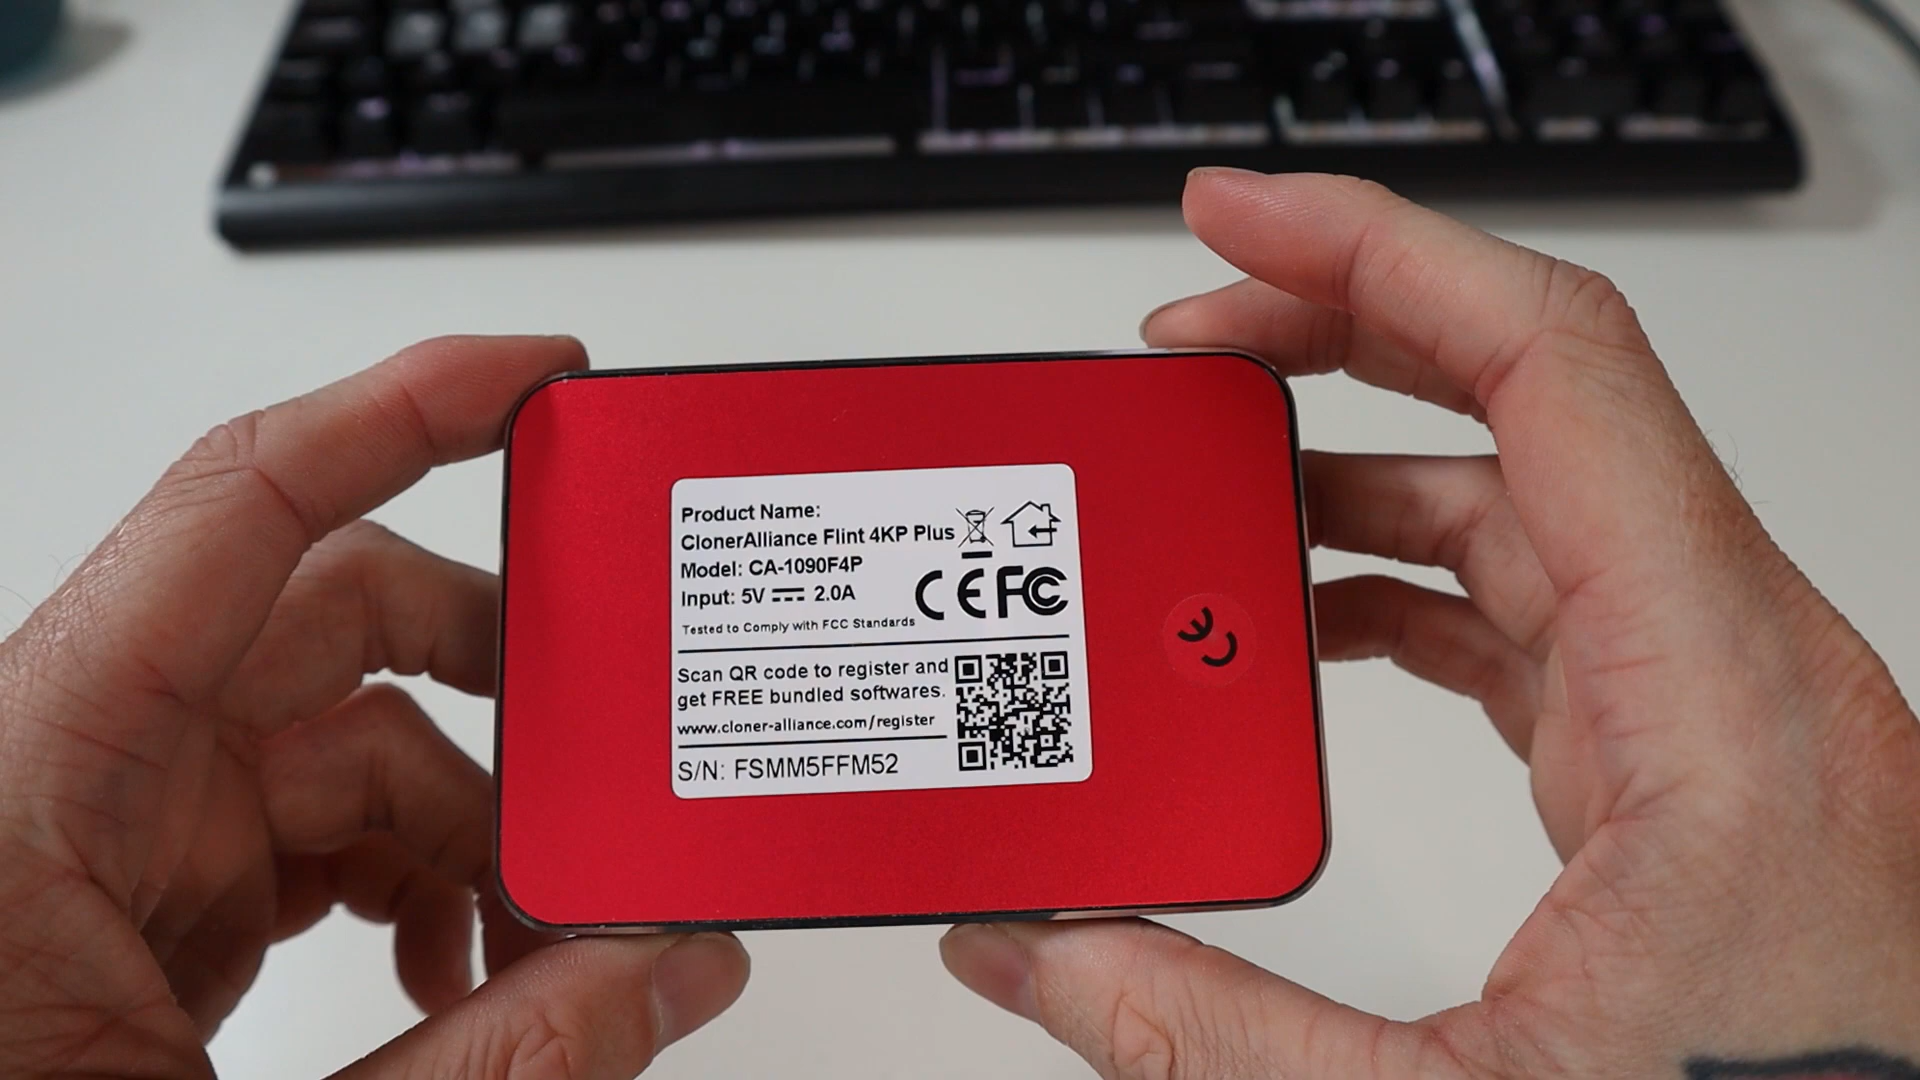 Product Name:
ClonerAlliance Flint 4KP Plus
Model: CA-1090F4P
Input: 5V ⎓ 2.0A
Tested to Comply with FCC Standards
CE FC
Scan QR code to register and
get FREE bundled softwares.
www.cloner-alliance.com/register
S/N: FSMM5FFM52
CE